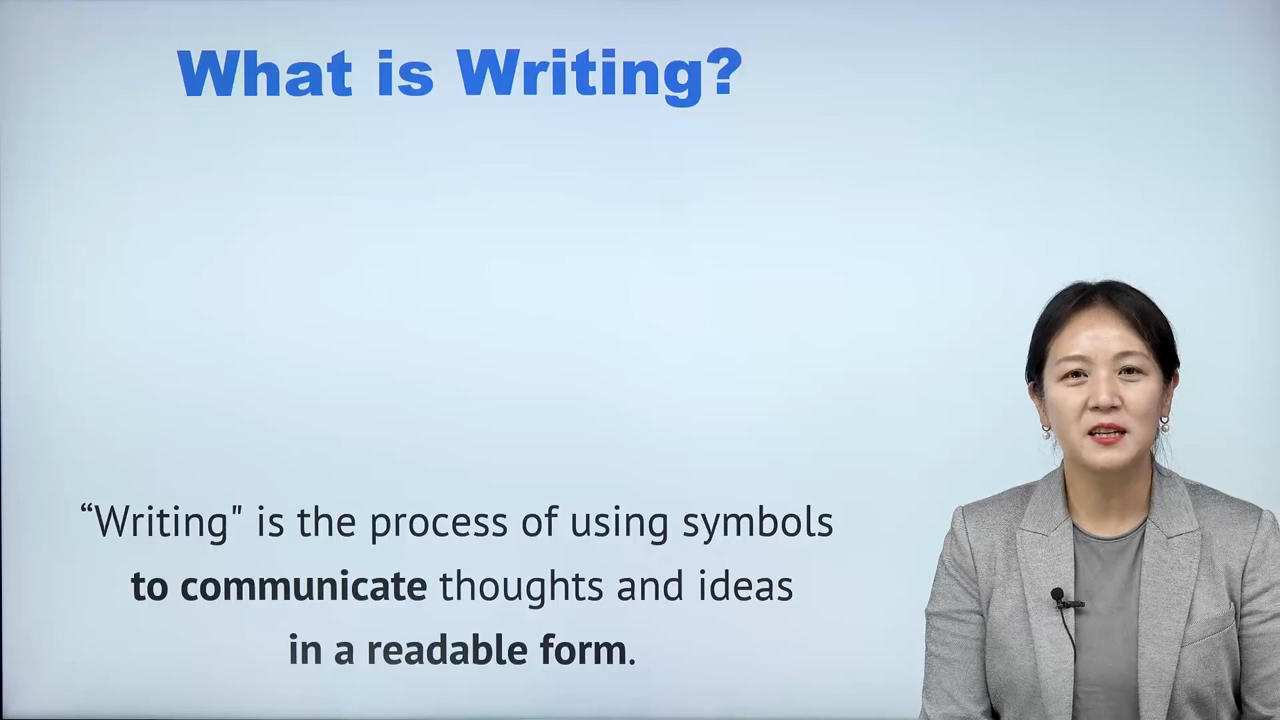 What is Writing?
“Writing" is the process of using symbols
to communicate thoughts and ideas
in a readable form.